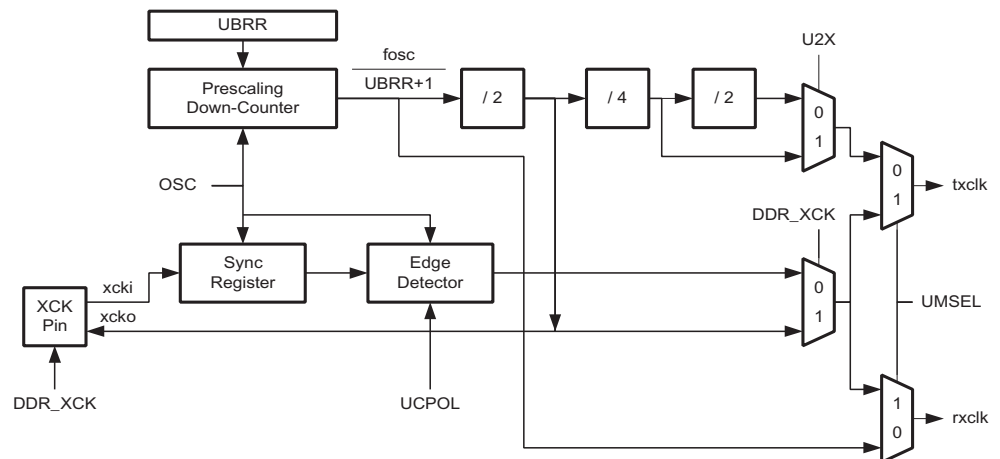 UBRR
fosc
U2X
Prescaling
Down-Counter
UBRR+1
/ 2
/ 4
/ 2
0
1
OSC
0
1
txclk
DDR_XCK
Sync
Register
Edge
Detector
0
1
UMSEL
xcki
XCK
Pin
xcko
DDR_XCK
UCPOL
1
0
rxclk